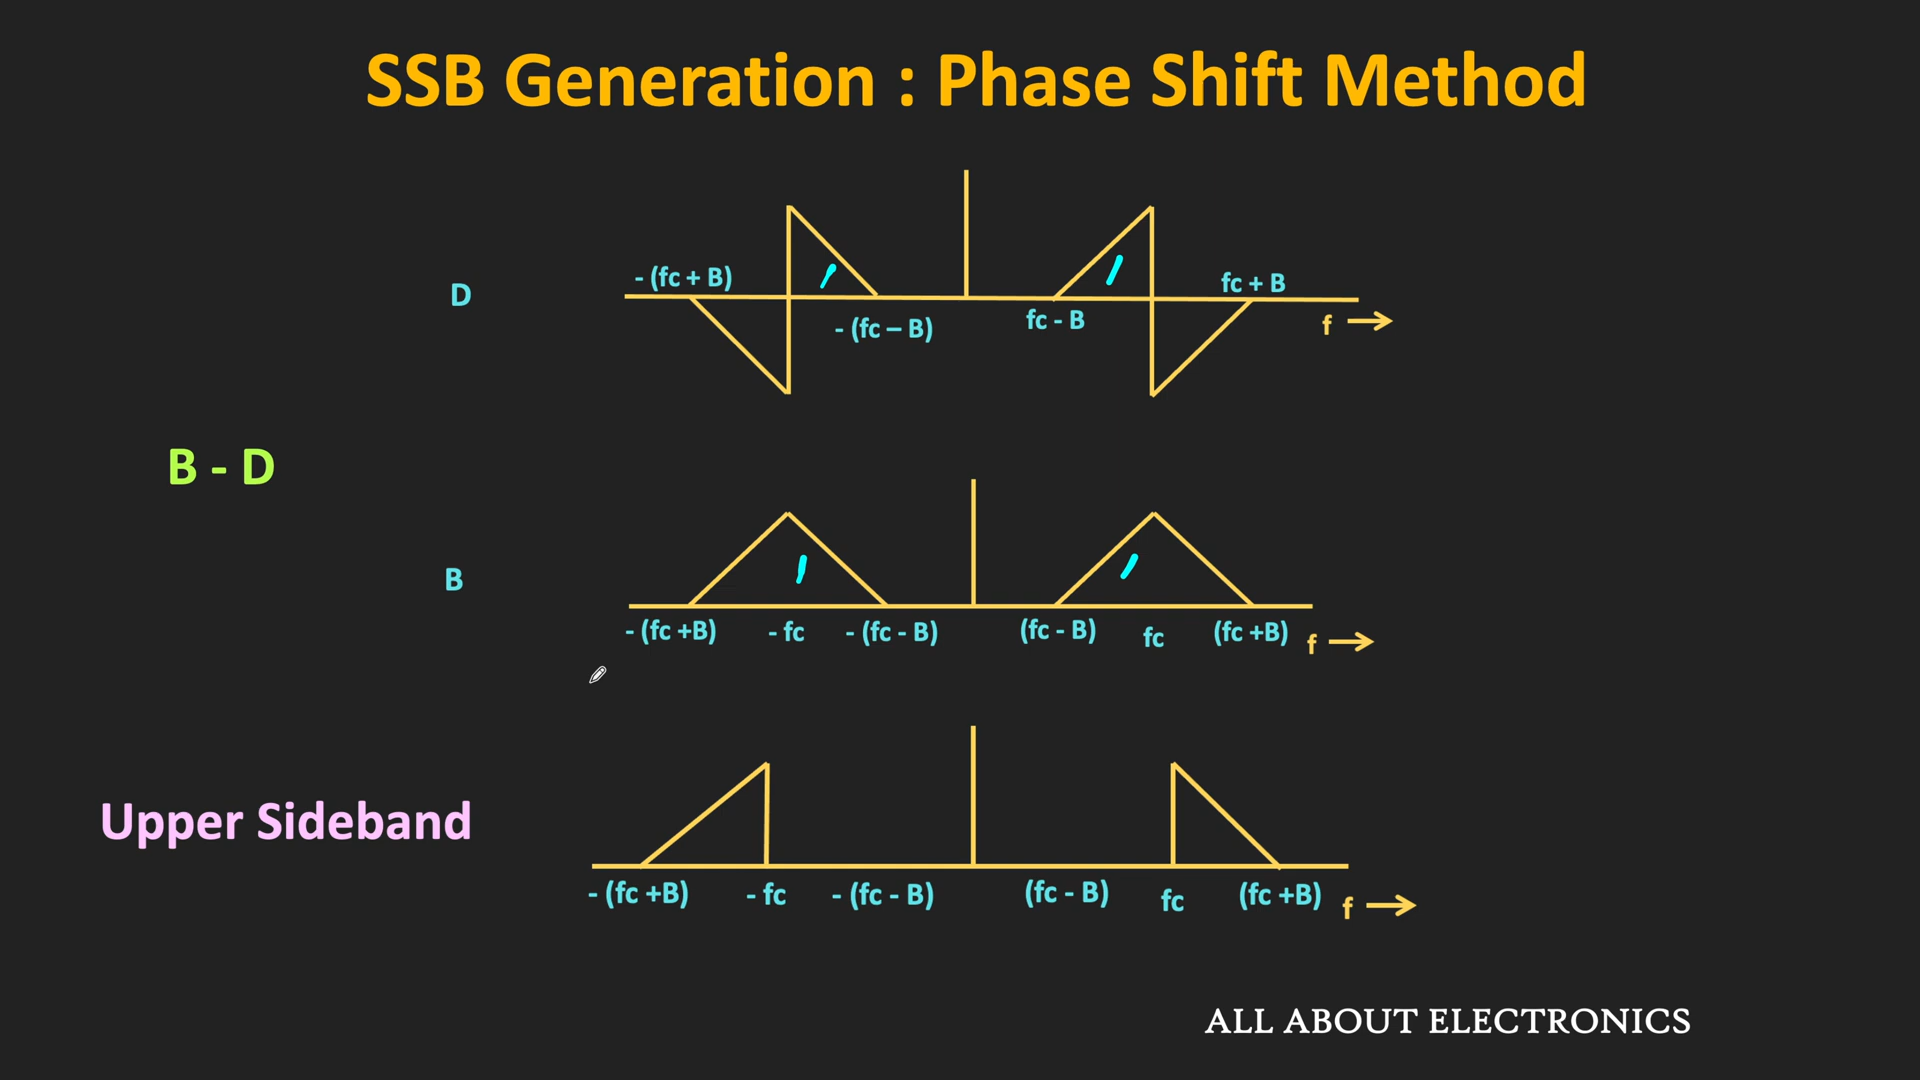 SSB Generation : Phase Shift Method
- (fc + B)
fc + B
D
- (fc – B)
fc - B
f
B - D
B
- (fc +B)
- fc
- (fc - B)
(fc - B)
fc
(fc +B)
f
Upper Sideband
- (fc +B)
- fc
- (fc - B)
(fc - B)
fc
(fc +B)
f
ALL ABOUT ELECTRONICS